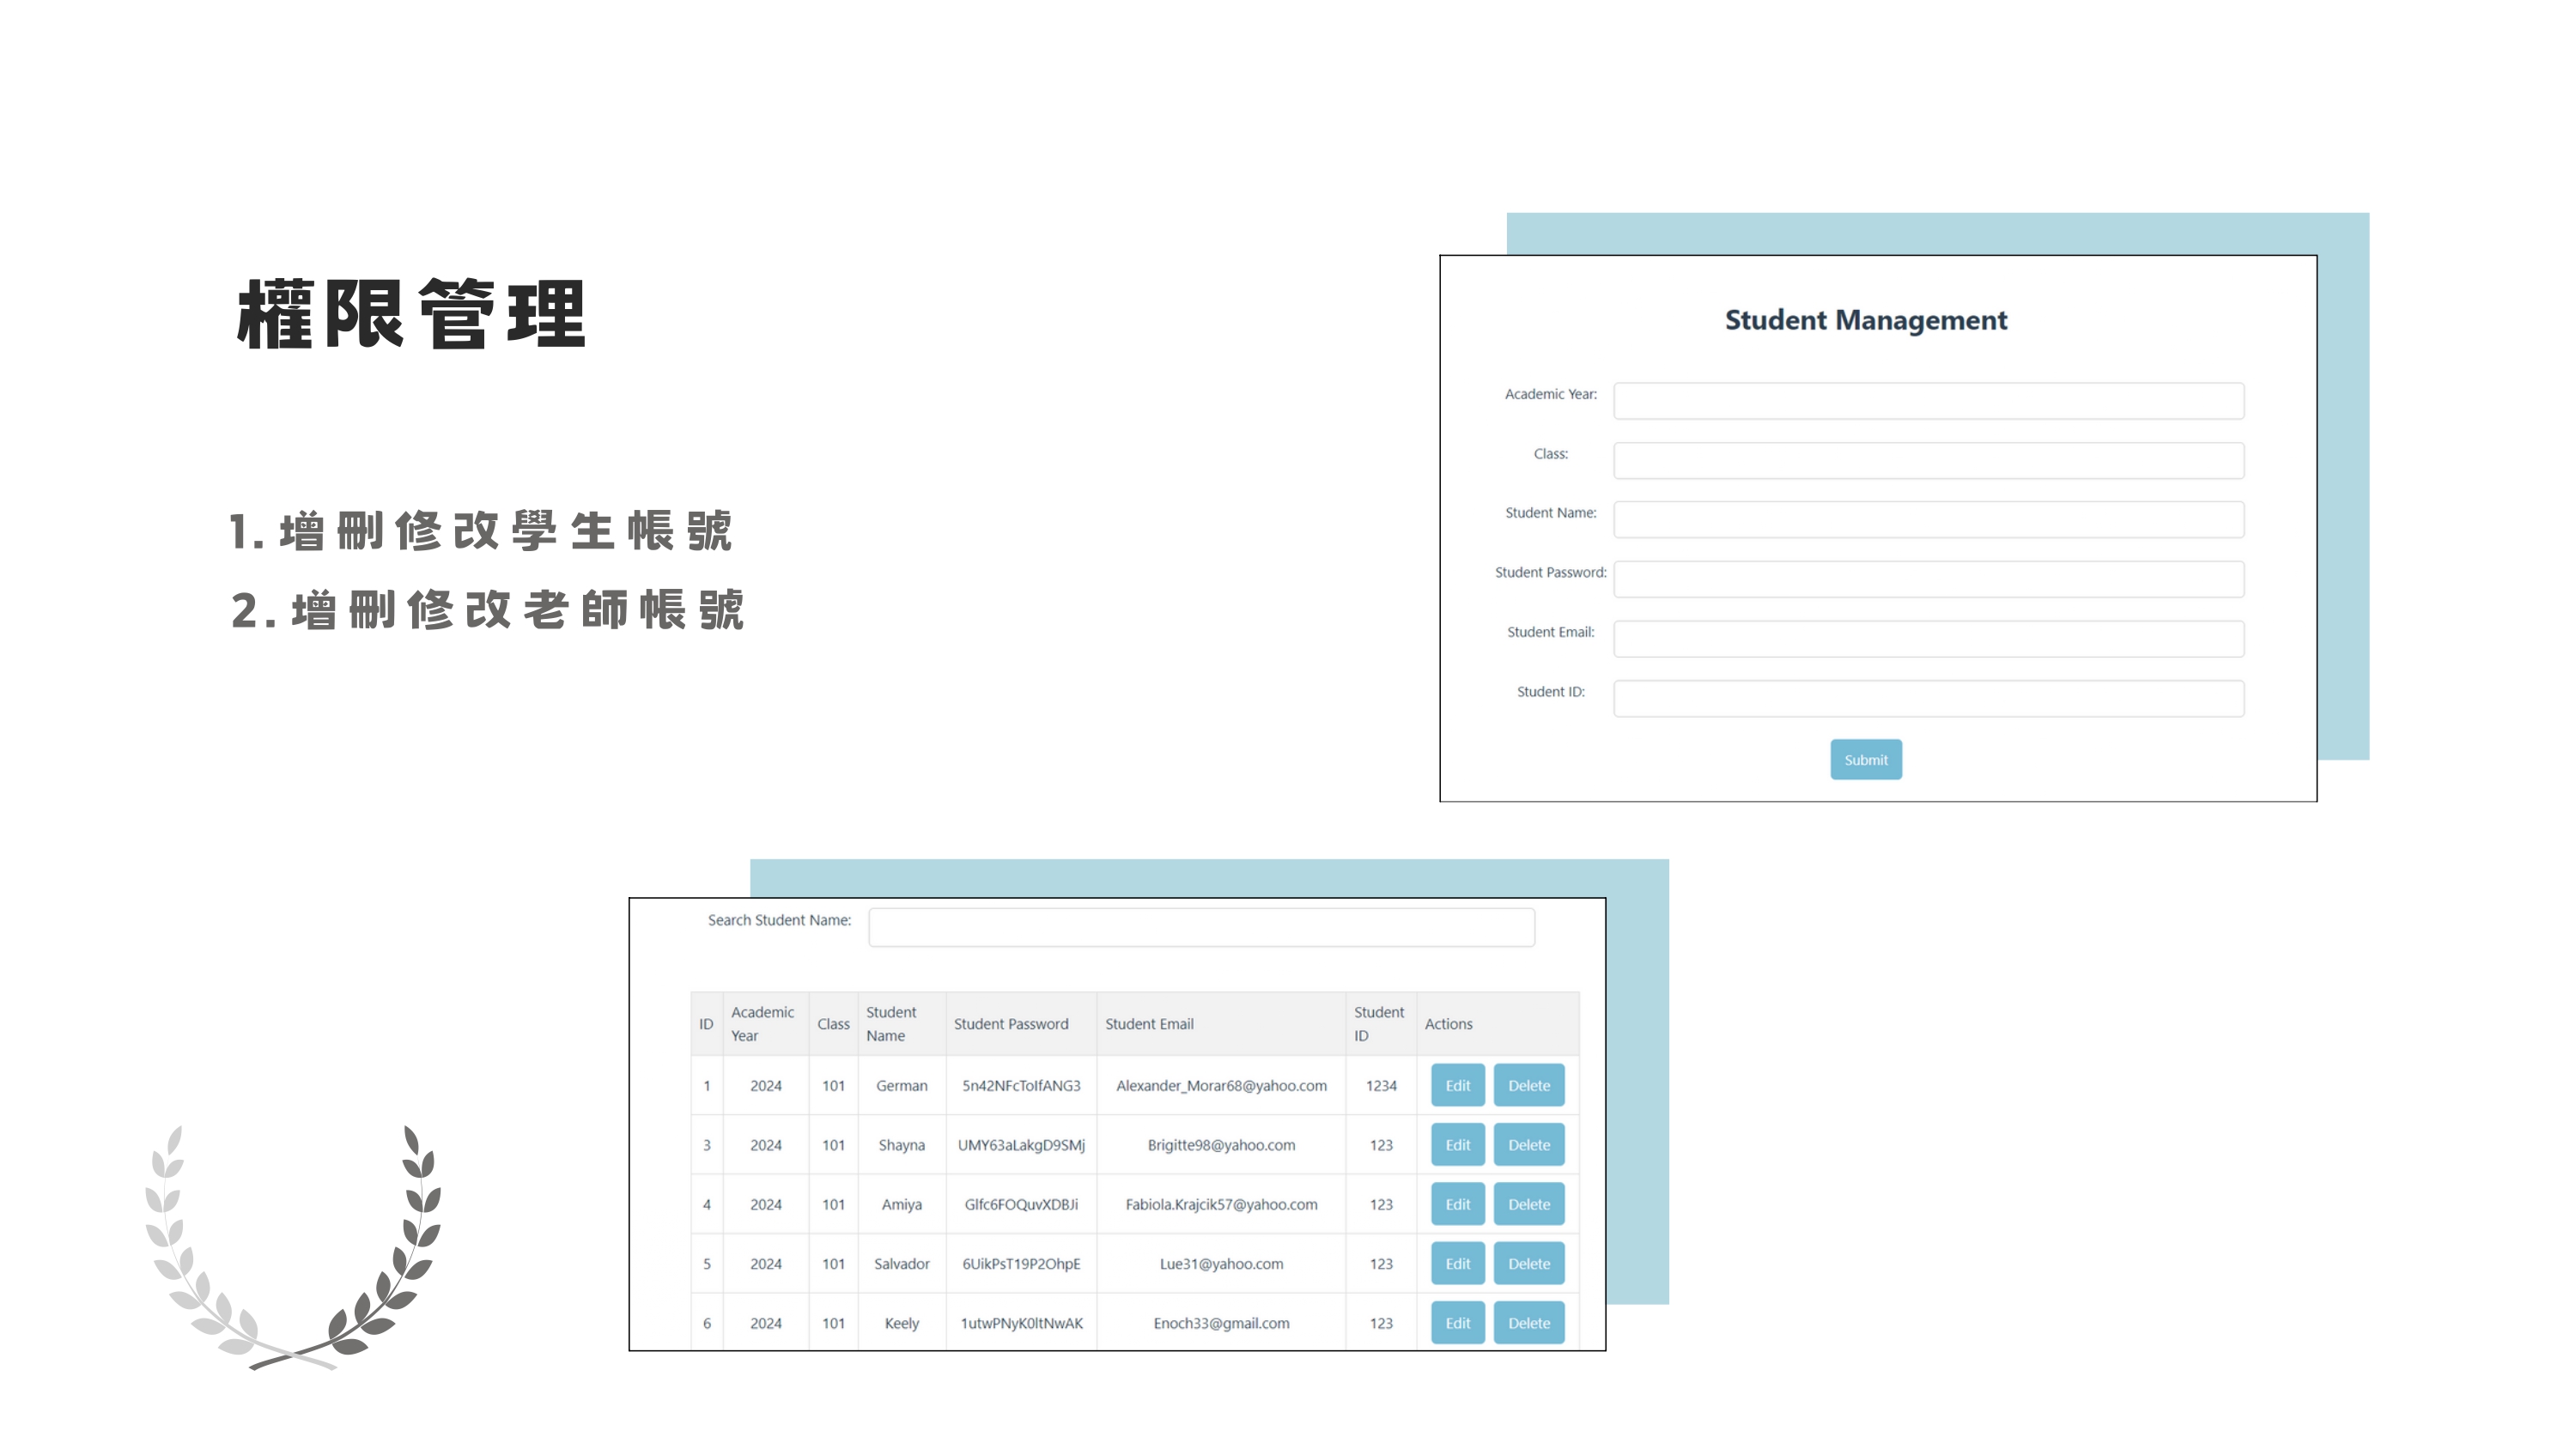 權限管理
1. 增刪修改學生帳號
2. 增刪修改老師帳號
Student Management
Academic Year:
Class:
Student Name:
Student Password:
Student Email:
Student ID:
Submit
Search Student Name:
ID Academic Year Class Student Name Student Password Student Email Student ID Actions
1 2024 101 German 5n42NFcToIfANG3 Alexander_Morar68@yahoo.com 1234 Edit Delete
3 2024 101 Shayna UMY63aLakgD9SMj Brigitte98@yahoo.com 123 Edit Delete
4 2024 101 Amiya Glfc6FOQuvXDBJi Fabiola.Krajcik57@yahoo.com 123 Edit Delete
5 2024 101 Salvador 6UikPsT19P2OhpE Lue31@yahoo.com 123 Edit Delete
6 2024 101 Keely 1utwPNyK0ltNwAK Enoch33@gmail.com 123 Edit Delete